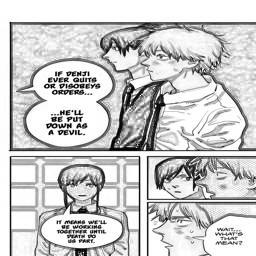 IF DENJI
EVER QUITS
OR DISOBEYS
ORDERS...
...HE'LL
BE PUT
DOWN AS
A DEVIL.
IT MEANS WE'LL
BE WORKING
TOGETHER UNTIL
DEATH DO
US PART.
WAIT...
WHAT'S
THAT
MEAN?